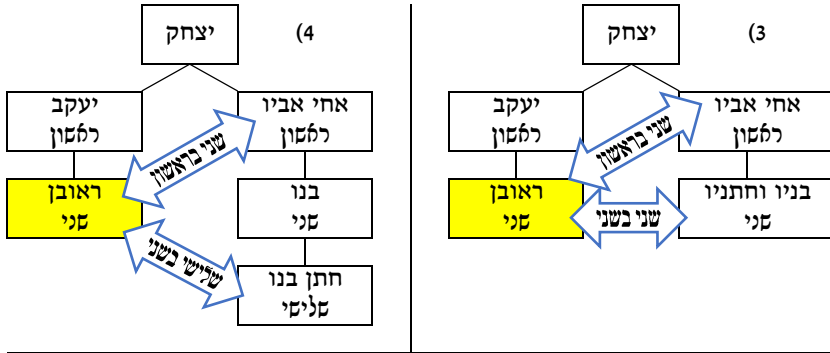 3)
יצחק
אחי אביו
ראשון
יעקב
ראשון
שני בראשון
בניו וחתניו
שני
ראובן
שני
שני בשני
4)
יצחק
אחי אביו
ראשון
יעקב
ראשון
שני בראשון
בנו
שני
ראובן
שני
שלישי בשני
חתן בנו
שלישי